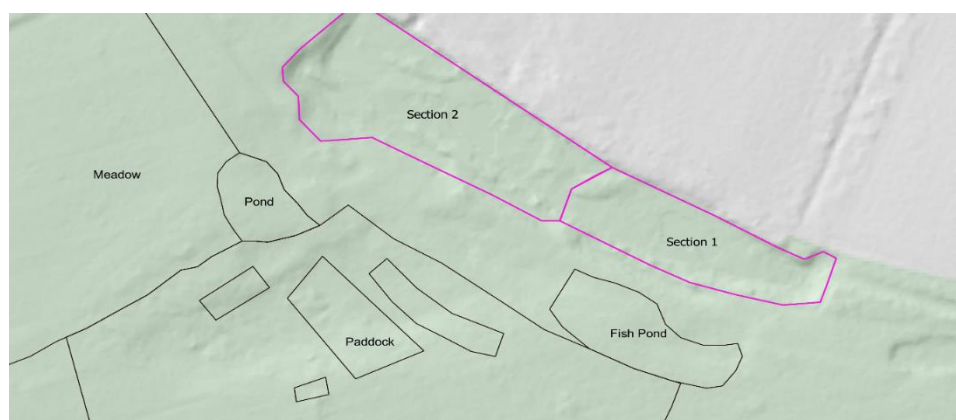 Section 2
Meadow
Pond
Section 1
Fish Pond
Paddock